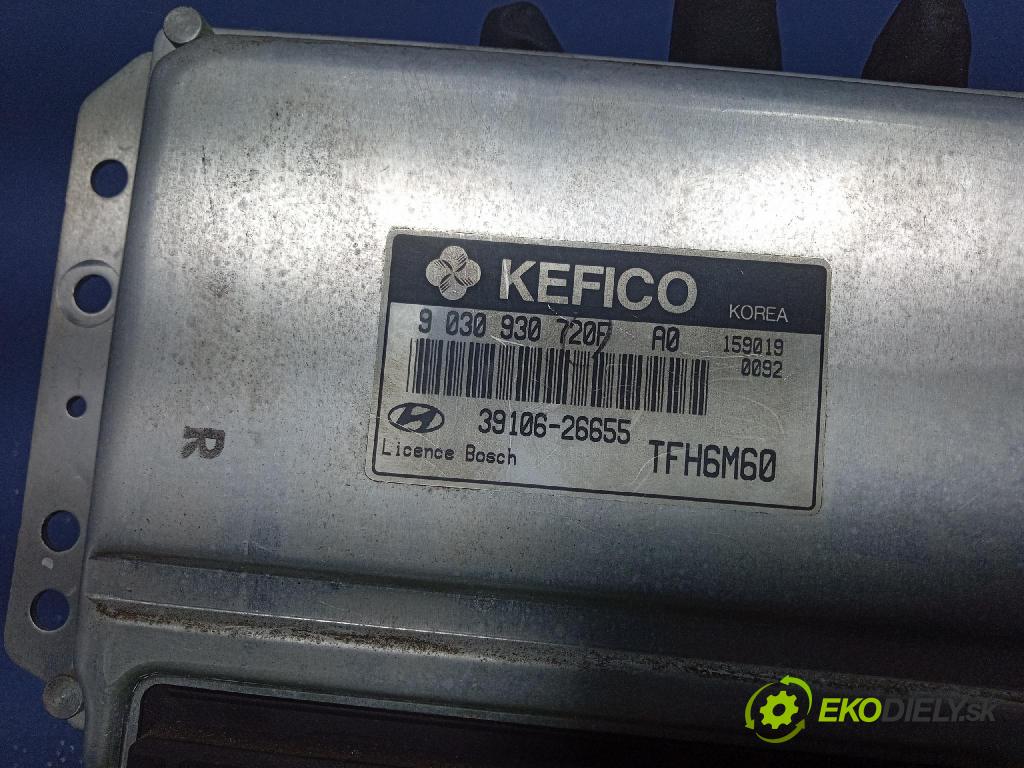 KEFICO
KOREA
9 030 930 720F A0
159019
0092
39106-26655
Licence Bosch
TFH6M60
R
EKODIELY.sk